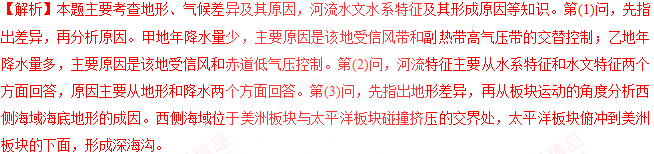 【解析】本题主要考查地形、气候差异及其原因，河流水文水系特征及其形成原因等知识。第(1)问，先指
出差异，再分析原因。甲地年降水量少，主要原因是该地受信风带和副热带高气压带的交替控制；乙地年
降水量多，主要原因是该地受信风和赤道低气压控制。第(2)问，河流特征主要从水系特征和水文特征两个
方面回答，原因主要从地形和降水两个方面回答。第(3)问，先指出地形差异，再从板块运动的角度分析西
侧海域海底地形的成因。西侧海域位于美洲板块与太平洋板块碰撞挤压的交界处，太平洋板块俯冲到美洲
板块的下面，形成深海沟。